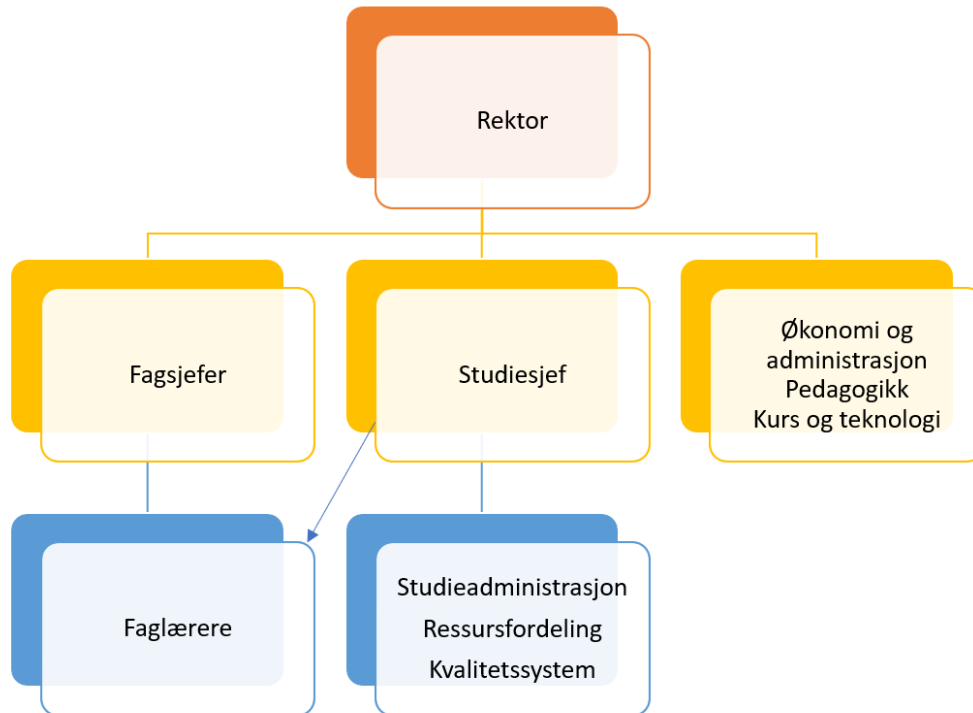 Rektor
Fagsjefer
Studiesjef
Økonomi og
administrasjon
Pedagogikk
Kurs og teknologi
Faglærere
Studieadministrasjon
Ressursfordeling
Kvalitetssystem